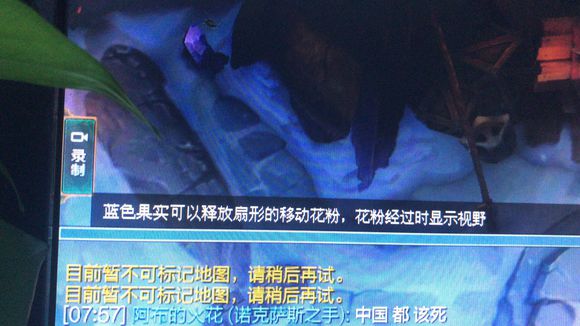 录制
蓝色果实可以释放扇形的移动花粉，花粉经过时显示视野
目前暂不可标记地图，请稍后再试。
目前暂不可标记地图，请稍后再试。
[07:57] 阿布的火花 (诺克萨斯之手): 中国 都 该死